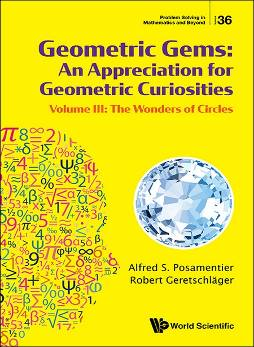 Problem Solving in
Mathematics and Beyond
36
Geometric Gems:
An Appreciation for
Geometric Curiosities
Volume III: The Wonders of Circles
Alfred S. Posamentier
Robert Geretschläger
World Scientific